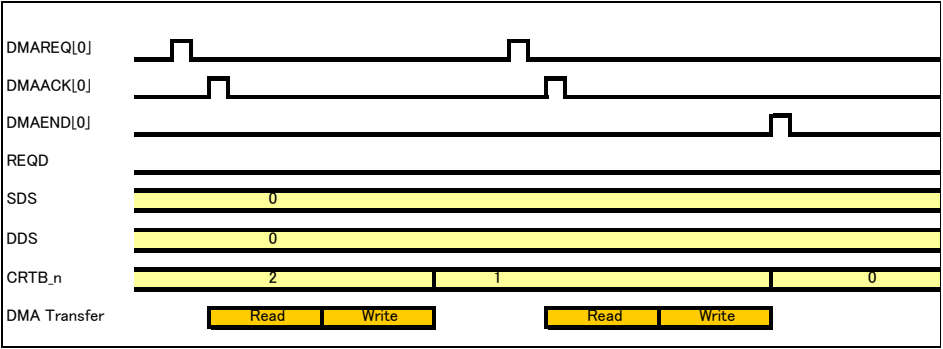 DMAREQ[0]
DMAACK[0]
DMAEND[0]
REQD
SDS 0
DDS 0
CRTB_n 2 1 0
DMA Transfer Read Write Read Write